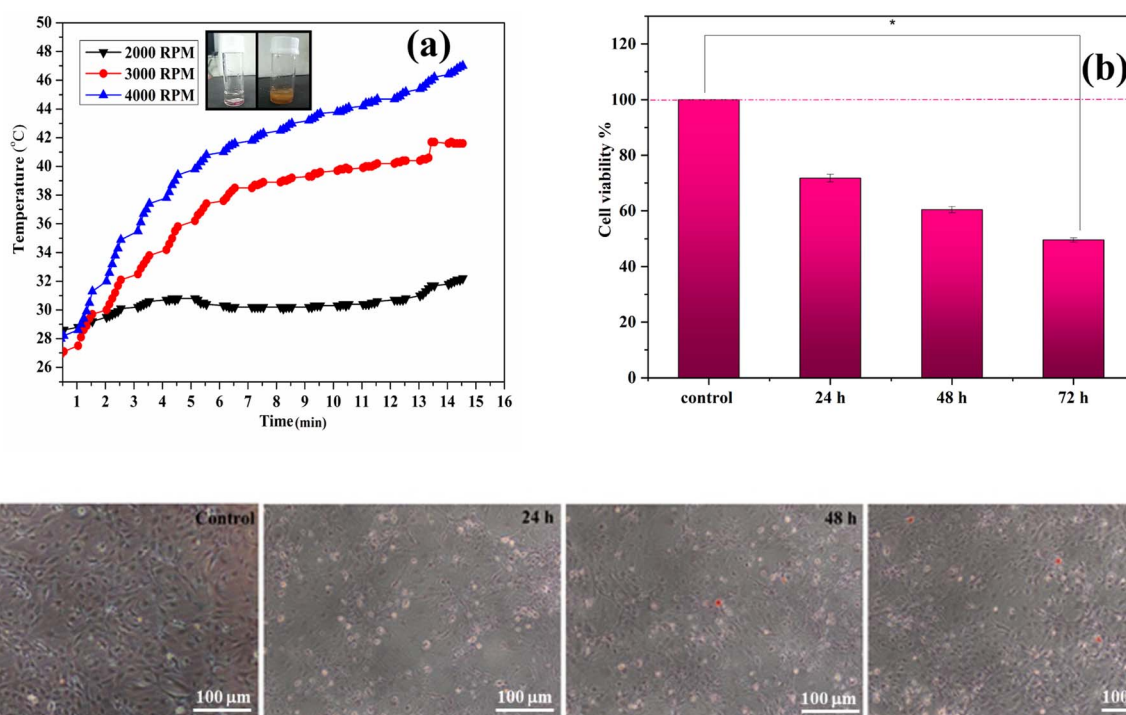 50
48
46
44
42
40
38
36
34
32
30
28
26
Temperature (°C)
2000 RPM
3000 RPM
4000 RPM
(a)
1 2 3 4 5 6 7 8 9 10 11 12 13 14 15 16
Time (min)
*
(b)
120
100
80
60
40
20
0
Cell viability %
control 24 h 48 h 72 h
Control
24 h
48 h
100 μm
100 μm
100 μm
100